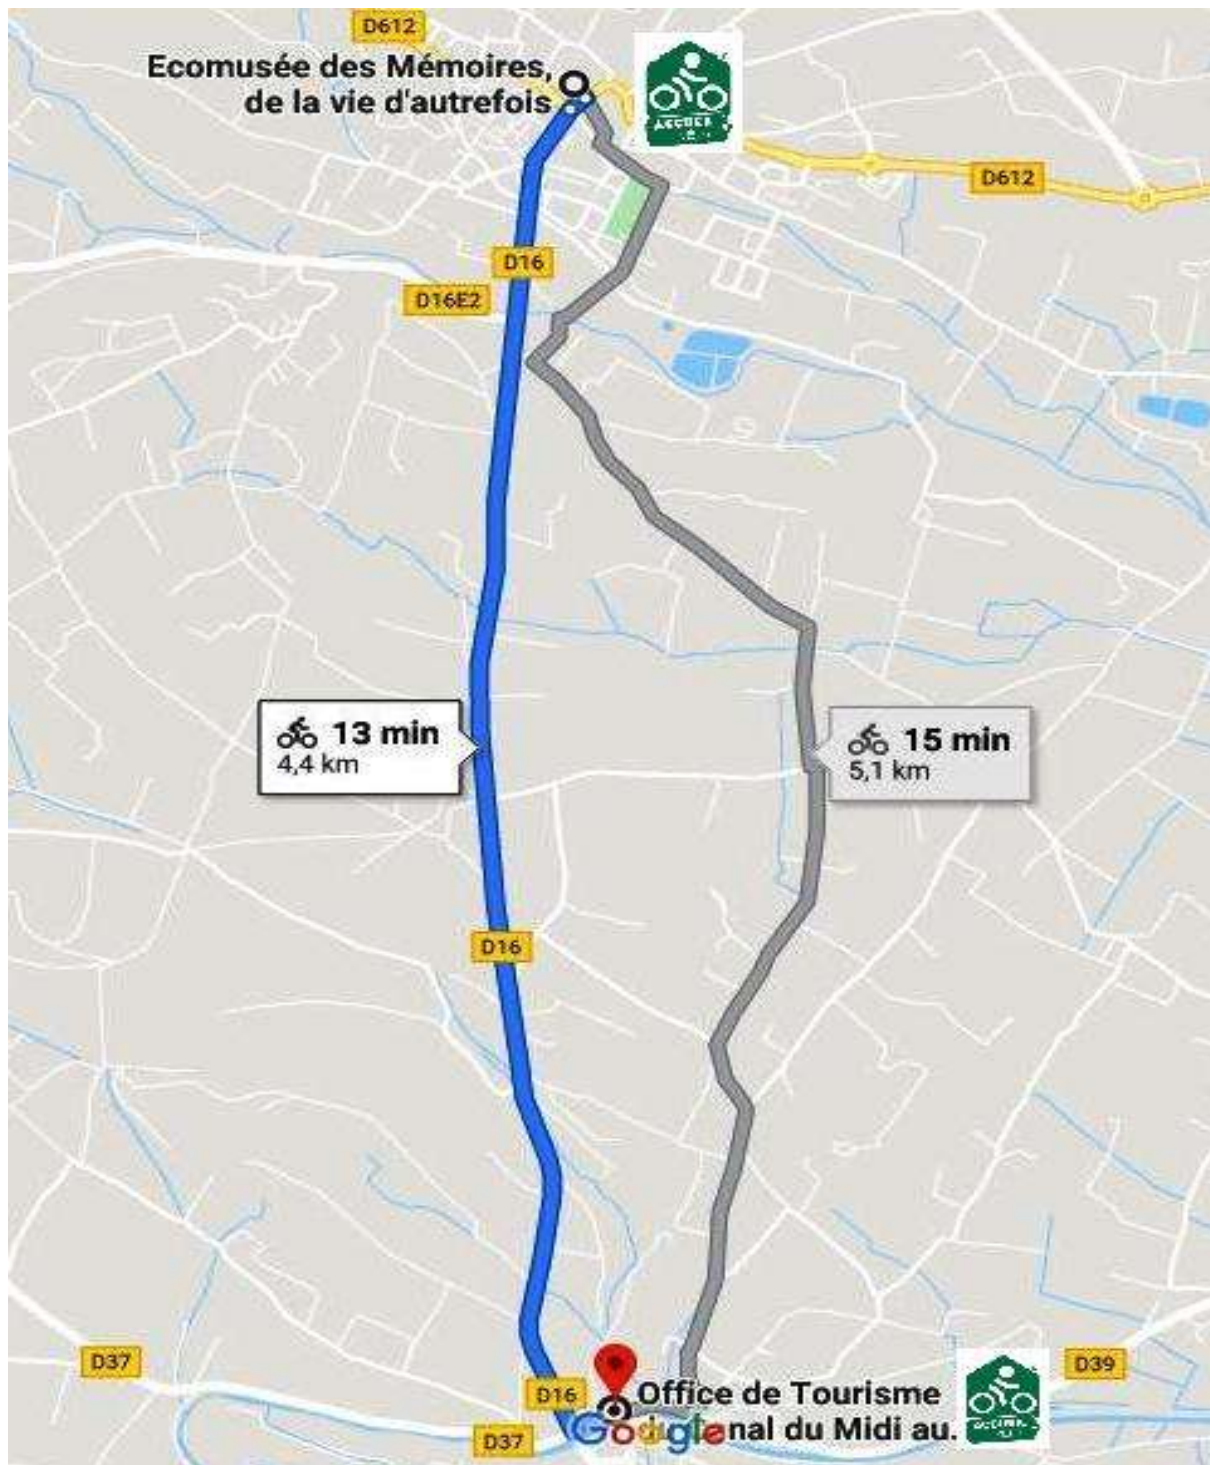 D612
Ecomusée des Mémoires,
de la vie d'autrefois
ACCUEIL
D612
D16
D16E2
13 min
4,4 km
15 min
5,1 km
D16
D37
D39
D16
Office de Tourisme
nal du Midi au.
Google
D37